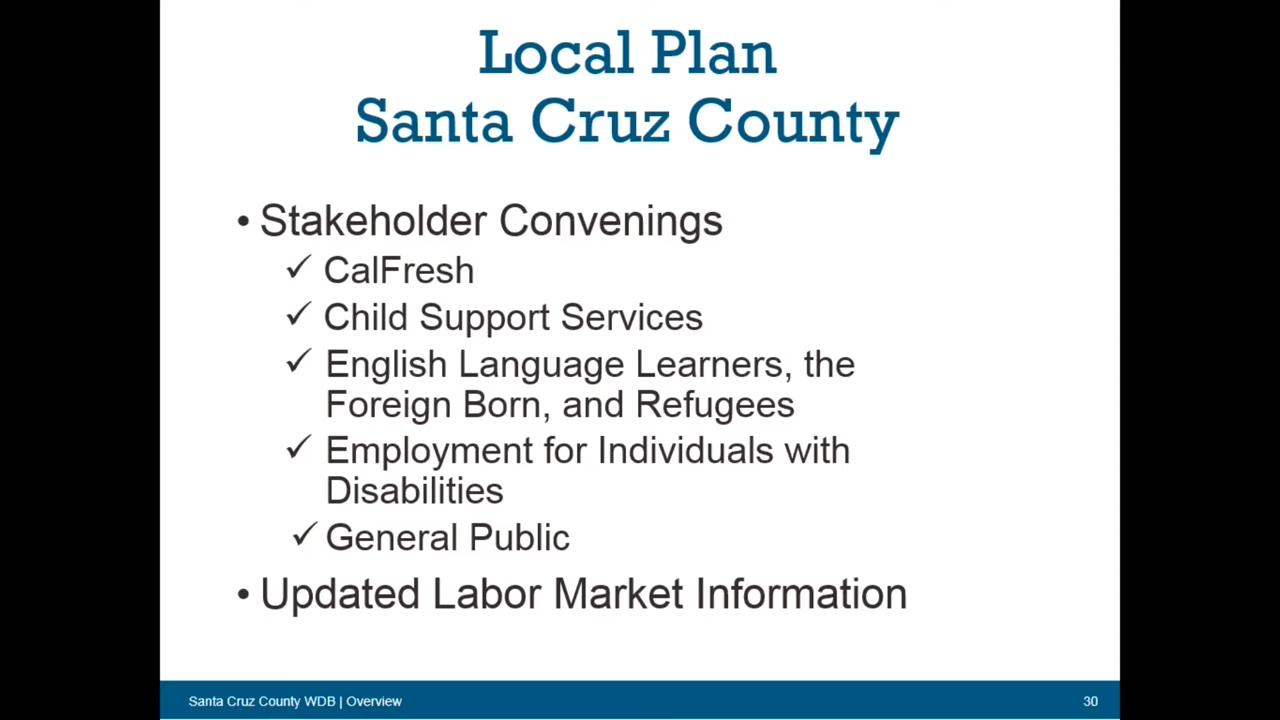 Local Plan
Santa Cruz County
• Stakeholder Convenings
✓ CalFresh
✓ Child Support Services
✓ English Language Learners, the
Foreign Born, and Refugees
✓ Employment for Individuals with
Disabilities
✓ General Public
• Updated Labor Market Information
Santa Cruz County WDB | Overview
30